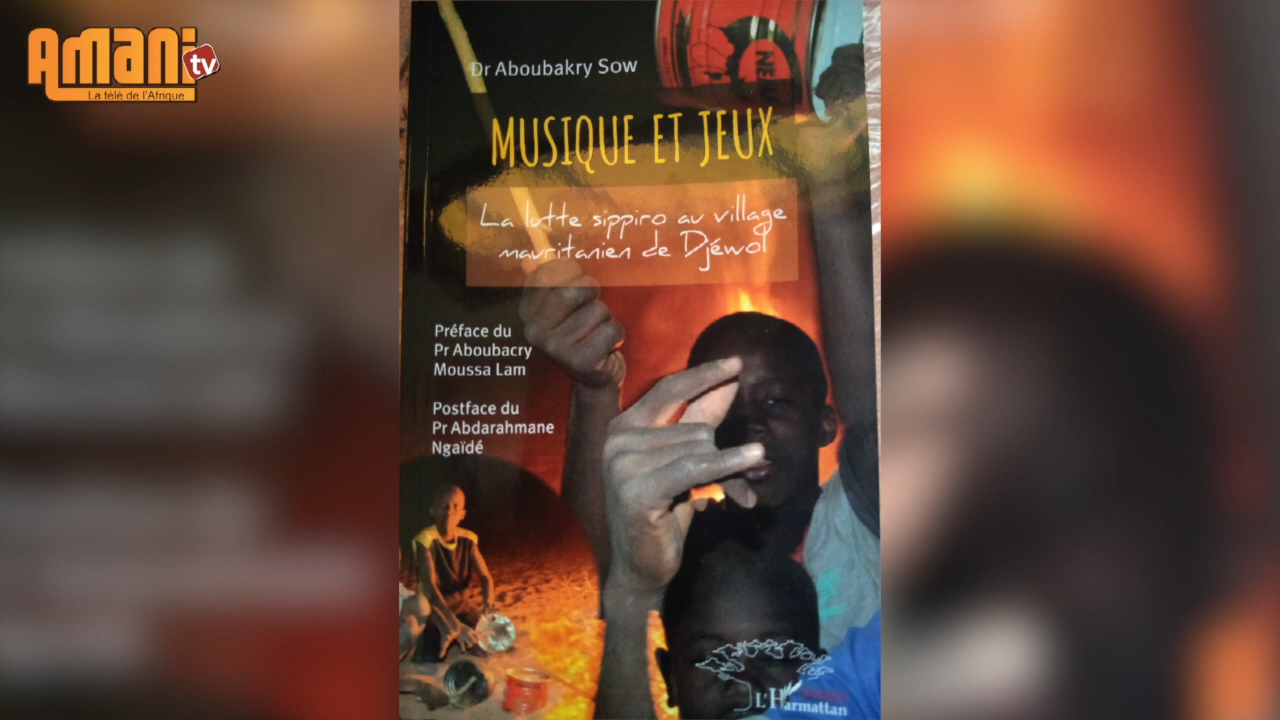 AMANi tv
La télé de l'Afrique
Dr Aboubakry Sow
MUSIQUE ET JEUX
La lutte sippiro au village
mauritanien de Djéwol
Préface du
Pr Aboubacry
Moussa Lam
Postface du
Pr Abdarahmane
Ngaïdé
L'Harmattan